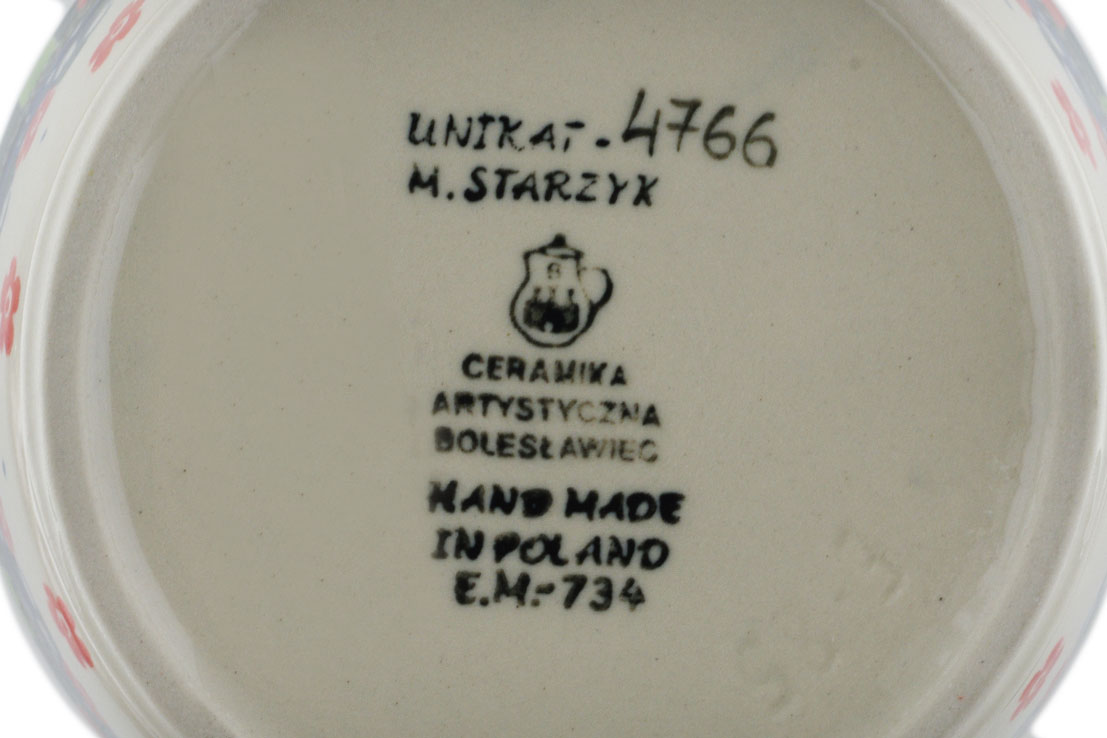 UNIKAT. 4766
M. STARZYK
B
CERAMIKA
ARTYSTYCZNA
BOLESŁAWIEC
HAND MADE
IN POLAND
E.M.-734